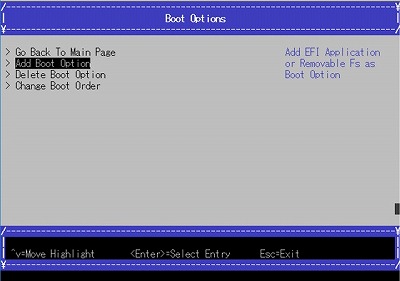 Boot Options
> Go Back To Main Page
> Add Boot Option
> Delete Boot Option
> Change Boot Order
Add EFI Application
or Removable Fs as
Boot Option
^v=Move Highlight <Enter>=Select Entry Esc=Exit